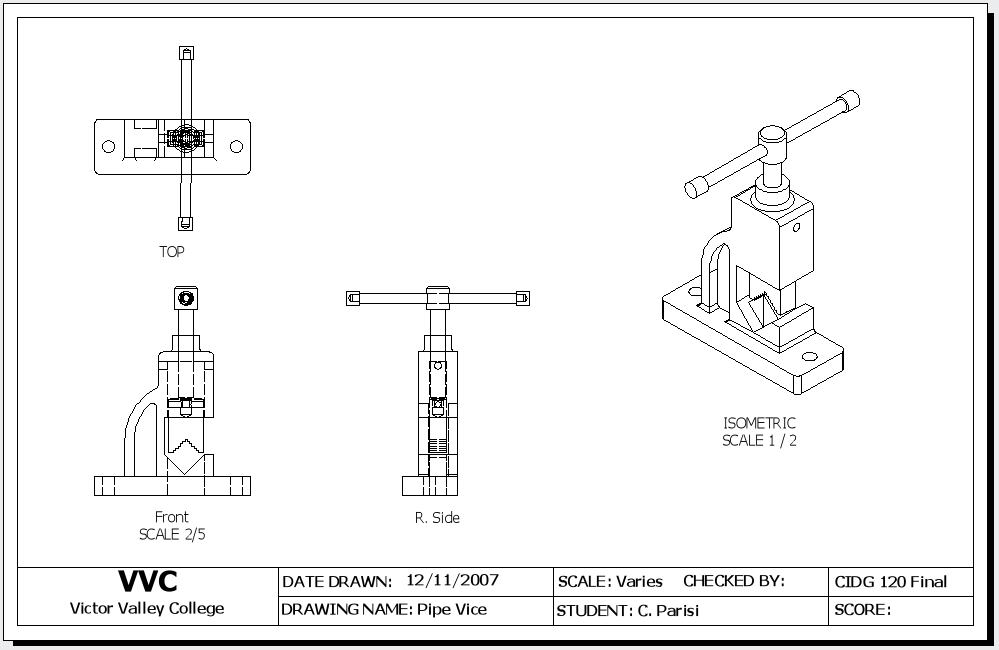 TOP
Front
SCALE 2/5
R. Side
ISOMETRIC
SCALE 1 / 2
VVC
Victor Valley College
DATE DRAWN: 12/11/2007
DRAWING NAME: Pipe Vice
SCALE: Varies CHECKED BY:
STUDENT: C. Parisi
CIDG 120 Final
SCORE: